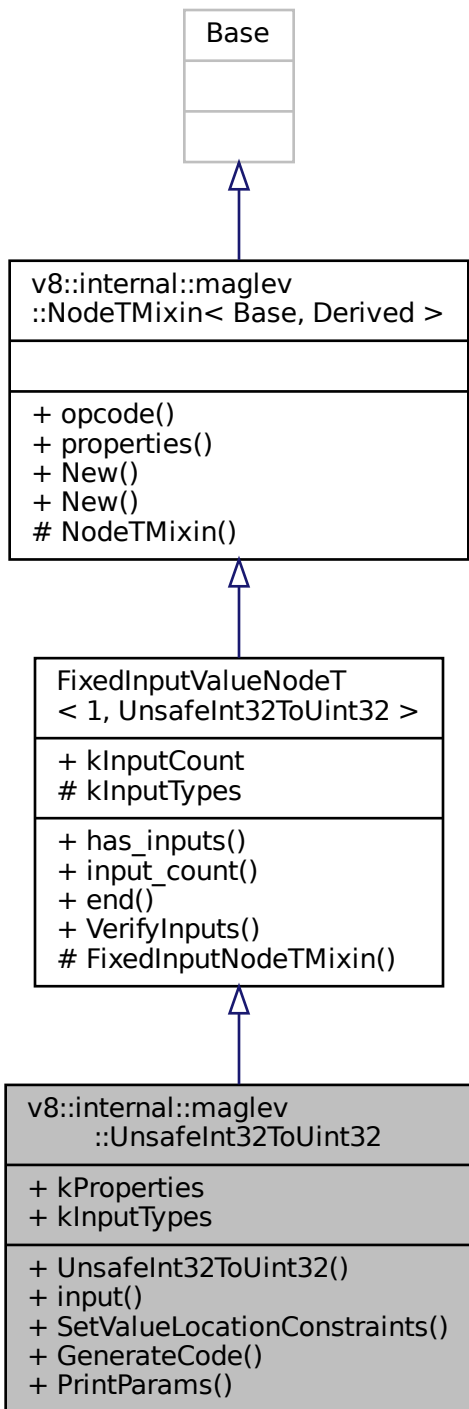 Base
v8::internal::maglev
::NodeTMixin< Base, Derived >
+ opcode()
+ properties()
+ New()
+ New()
# NodeTMixin()
FixedInputValueNodeT
< 1, UnsafeInt32ToUint32 >
+ kInputCount
# kInputTypes
+ has_inputs()
+ input_count()
+ end()
+ VerifyInputs()
# FixedInputNodeTMixin()
v8::internal::maglev
::UnsafeInt32ToUint32
+ kProperties
+ kInputTypes
+ UnsafeInt32ToUint32()
+ input()
+ SetValueLocationConstraints()
+ GenerateCode()
+ PrintParams()